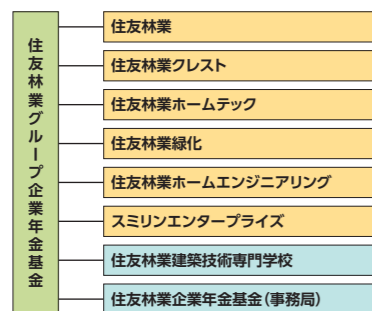 住友林業グループ企業年金基金
住友林業
住友林業クレスト
住友林業ホームテック
住友林業緑化
住友林業ホームエンジニアリング
スミリンエンタープライズ
住友林業建築技術専門学校
住友林業企業年金基金（事務局）